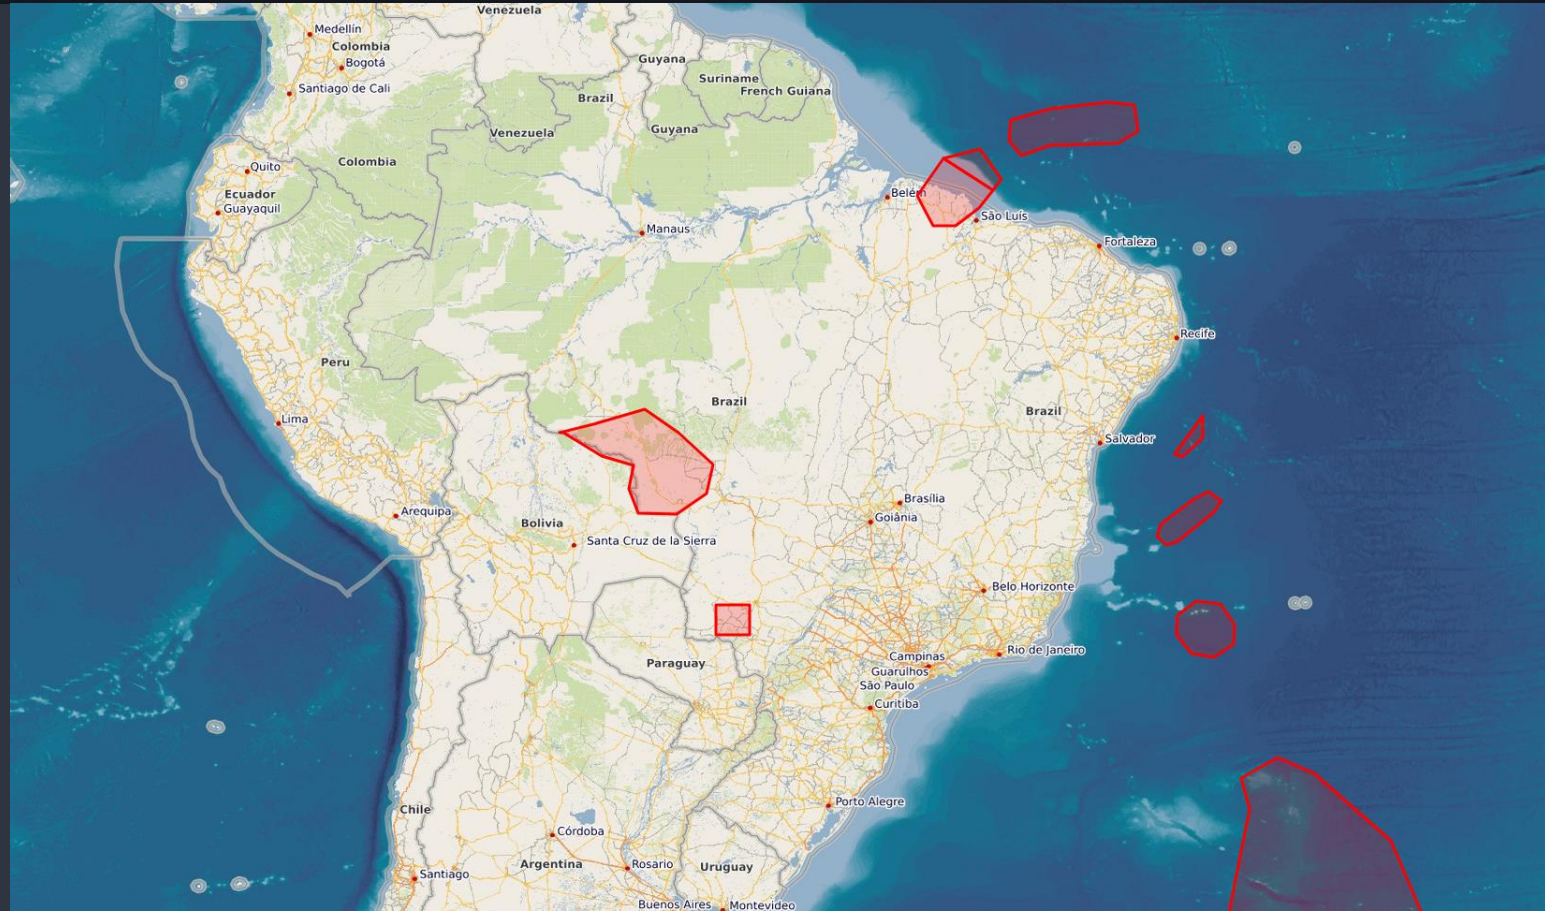 Venezuela
Medellín
Colombia
Bogotá
Guyana
Santiago de Cali
Suriname
French Guiana
Brazil
Venezuela
Guyana
Colombia
Quito
Ecuador
Guayaquil
Belém
São Luís
Manaus
Fortaleza
Recife
Peru
Brazil
Brazil
Lima
Salvador
Brasília
Arequipa
Goiânia
Bolivia
Santa Cruz de la Sierra
Belo Horizonte
Rio de Janeiro
Campinas
Paraguay
Guarulhos
São Paulo
Curitiba
Porto Alegre
Chile
Córdoba
Argentina
Rosario
Uruguay
Santiago
Buenos Aires
Montevideo